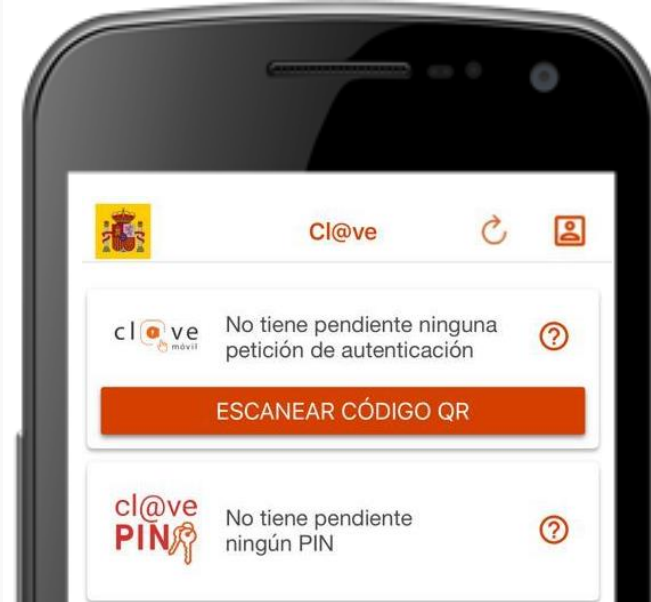 Cl@ve
cl@ve
móvil
No tiene pendiente ninguna
petición de autenticación
ESCANEAR CÓDIGO QR
cl@ve
PIN
No tiene pendiente
ningún PIN